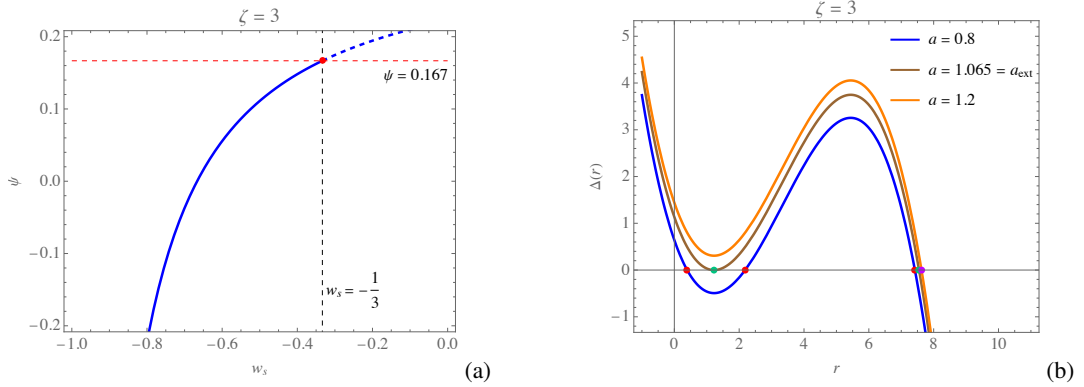 ζ = 3
0.2
0.1
0.0
-0.1
-0.2
ψ
ψ = 0.167
w_s = -1/3
-1.0 -0.8 -0.6 -0.4 -0.2 0.0
w_s
(a)
ζ = 3
5
4
3
2
1
0
-1
Δ(r)
a = 0.8
a = 1.065 = a_ext
a = 1.2
0 2 4 6 8 10
r
(b)